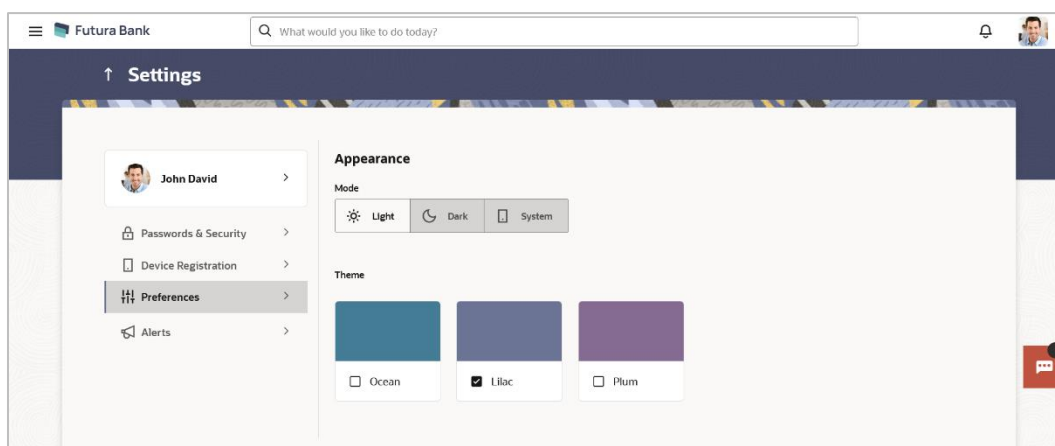 Futura Bank
What would you like to do today?
↑ Settings
John David
Passwords & Security
Device Registration
Preferences
Alerts
Appearance
Mode
Light Dark System
Theme
Ocean Lilac Plum